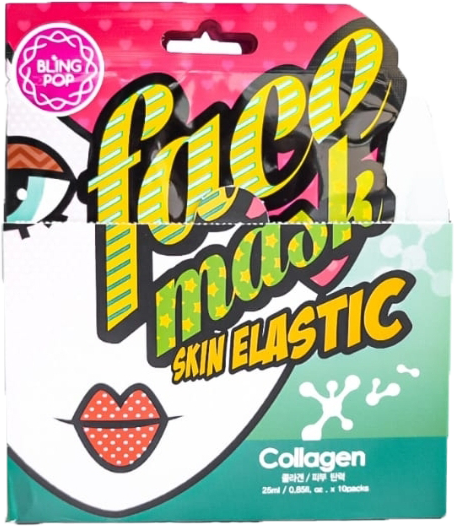 BLING
POP
face
mask
SKIN ELASTIC
Collagen
콜라겐 / 피부 탄력
25ml / 0.85fl. oz. x 10packs